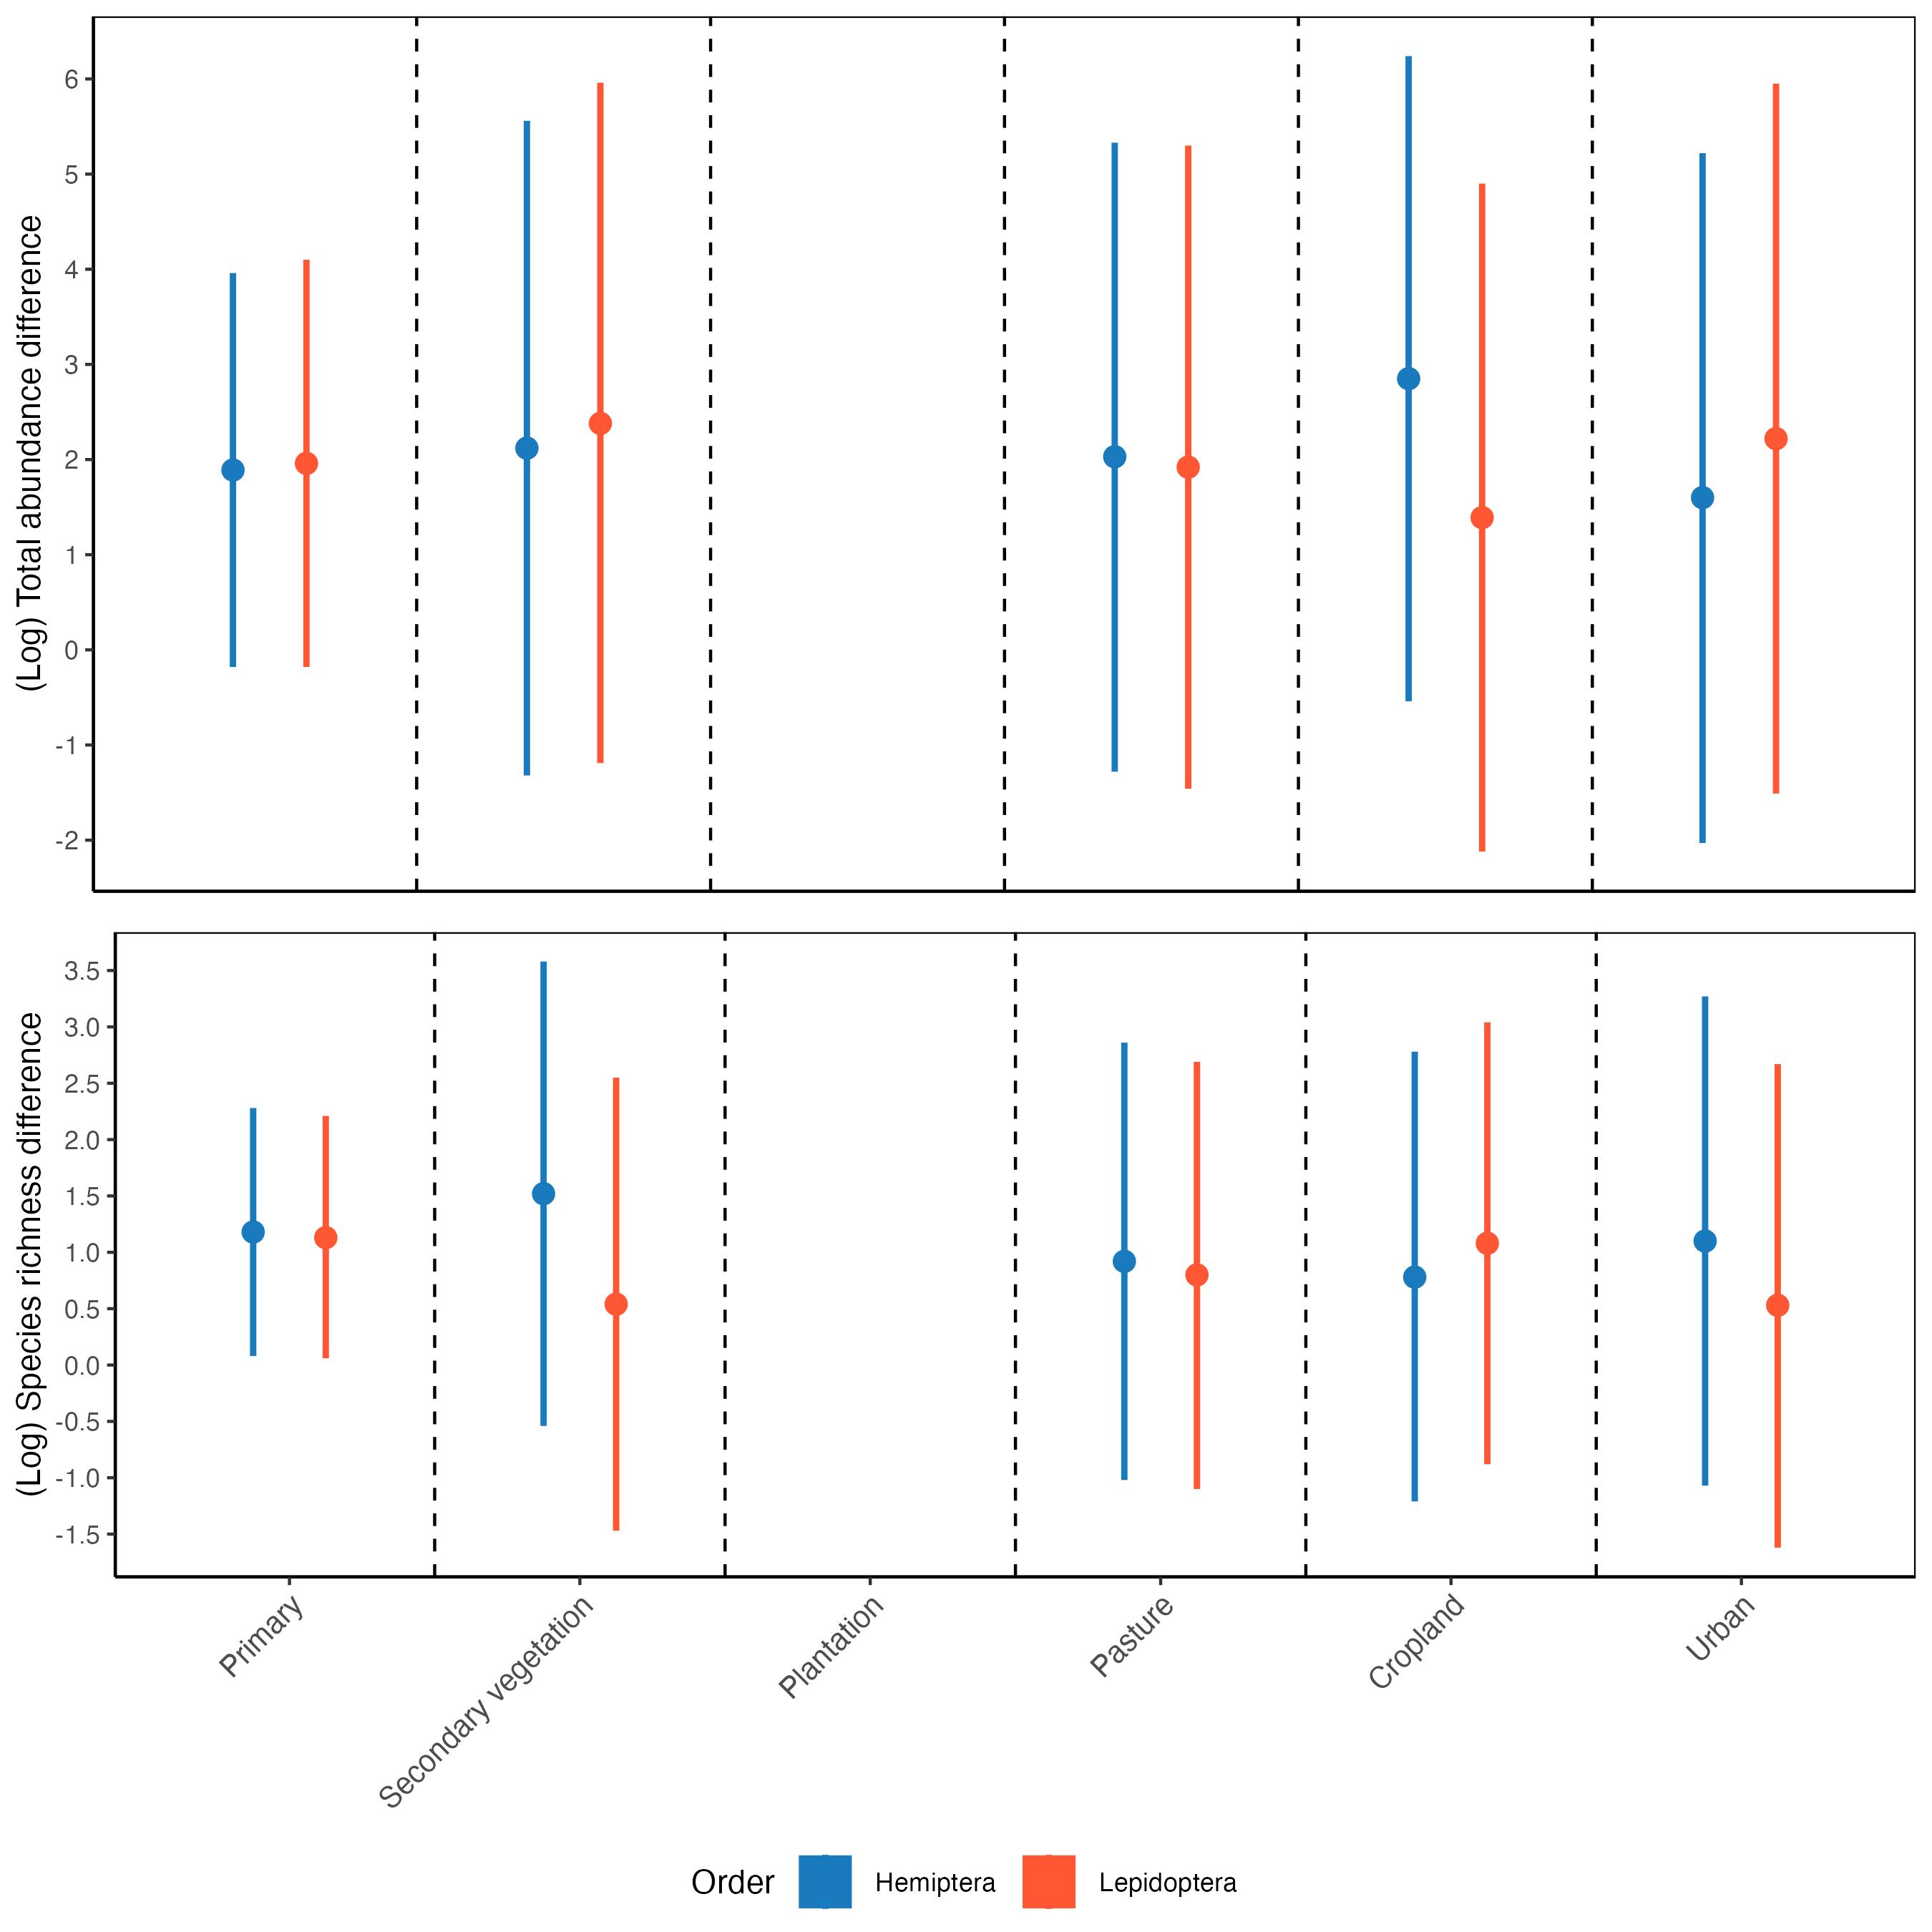 (Log) Total abundance difference
6
5
4
3
2
1
0
-1
-2
(Log) Species richness difference
3.5
3.0
2.5
2.0
1.5
1.0
0.5
0.0
-0.5
-1.0
-1.5
Primary
Secondary vegetation
Plantation
Pasture
Cropland
Urban
Order Hemiptera Lepidoptera